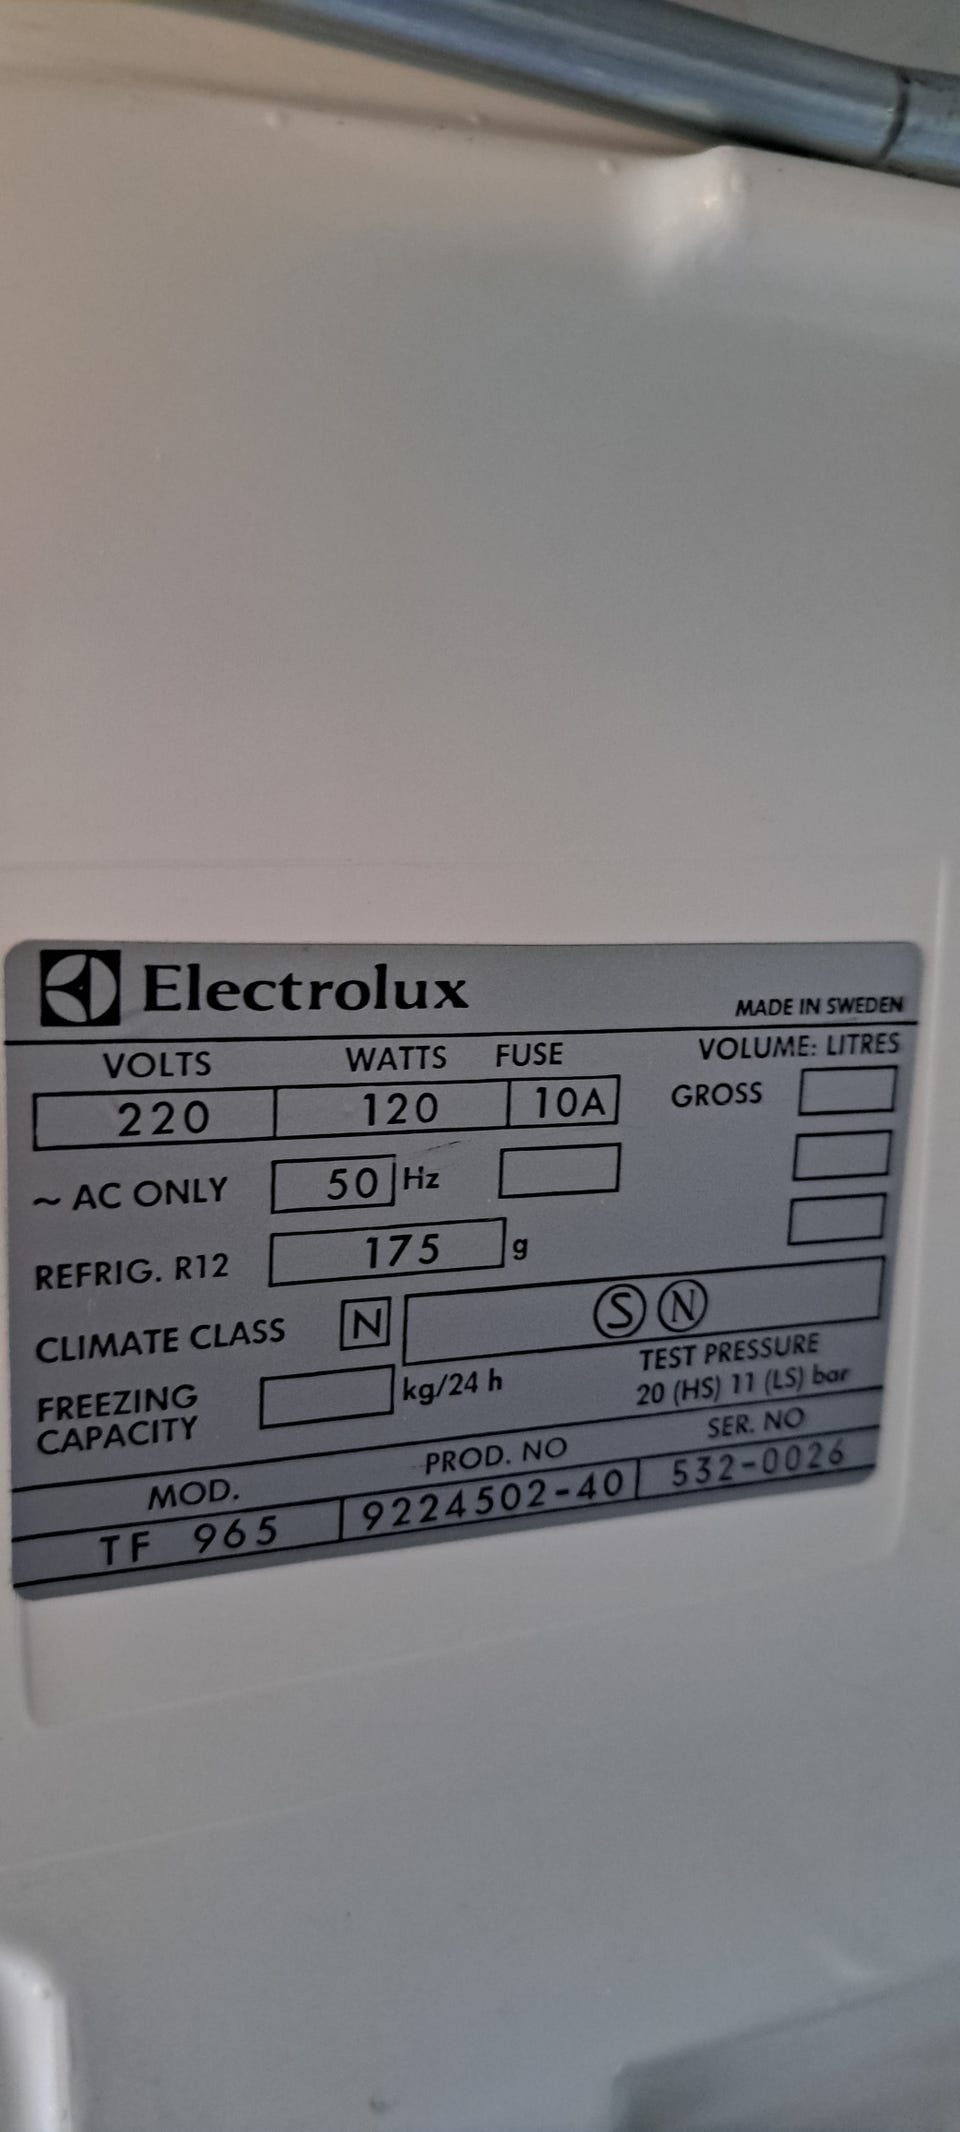 Electrolux
MADE IN SWEDEN
VOLTS WATTS FUSE VOLUME: LITRES
220 120 10A GROSS
~ AC ONLY 50 Hz
REFRIG. R12 175 g
CLIMATE CLASS N S N
FREEZING CAPACITY kg/24 h
TEST PRESSURE
20 (HS) 11 (LS) bar
MOD. PROD. NO SER. NO
TF 965 9224502-40 532-0026